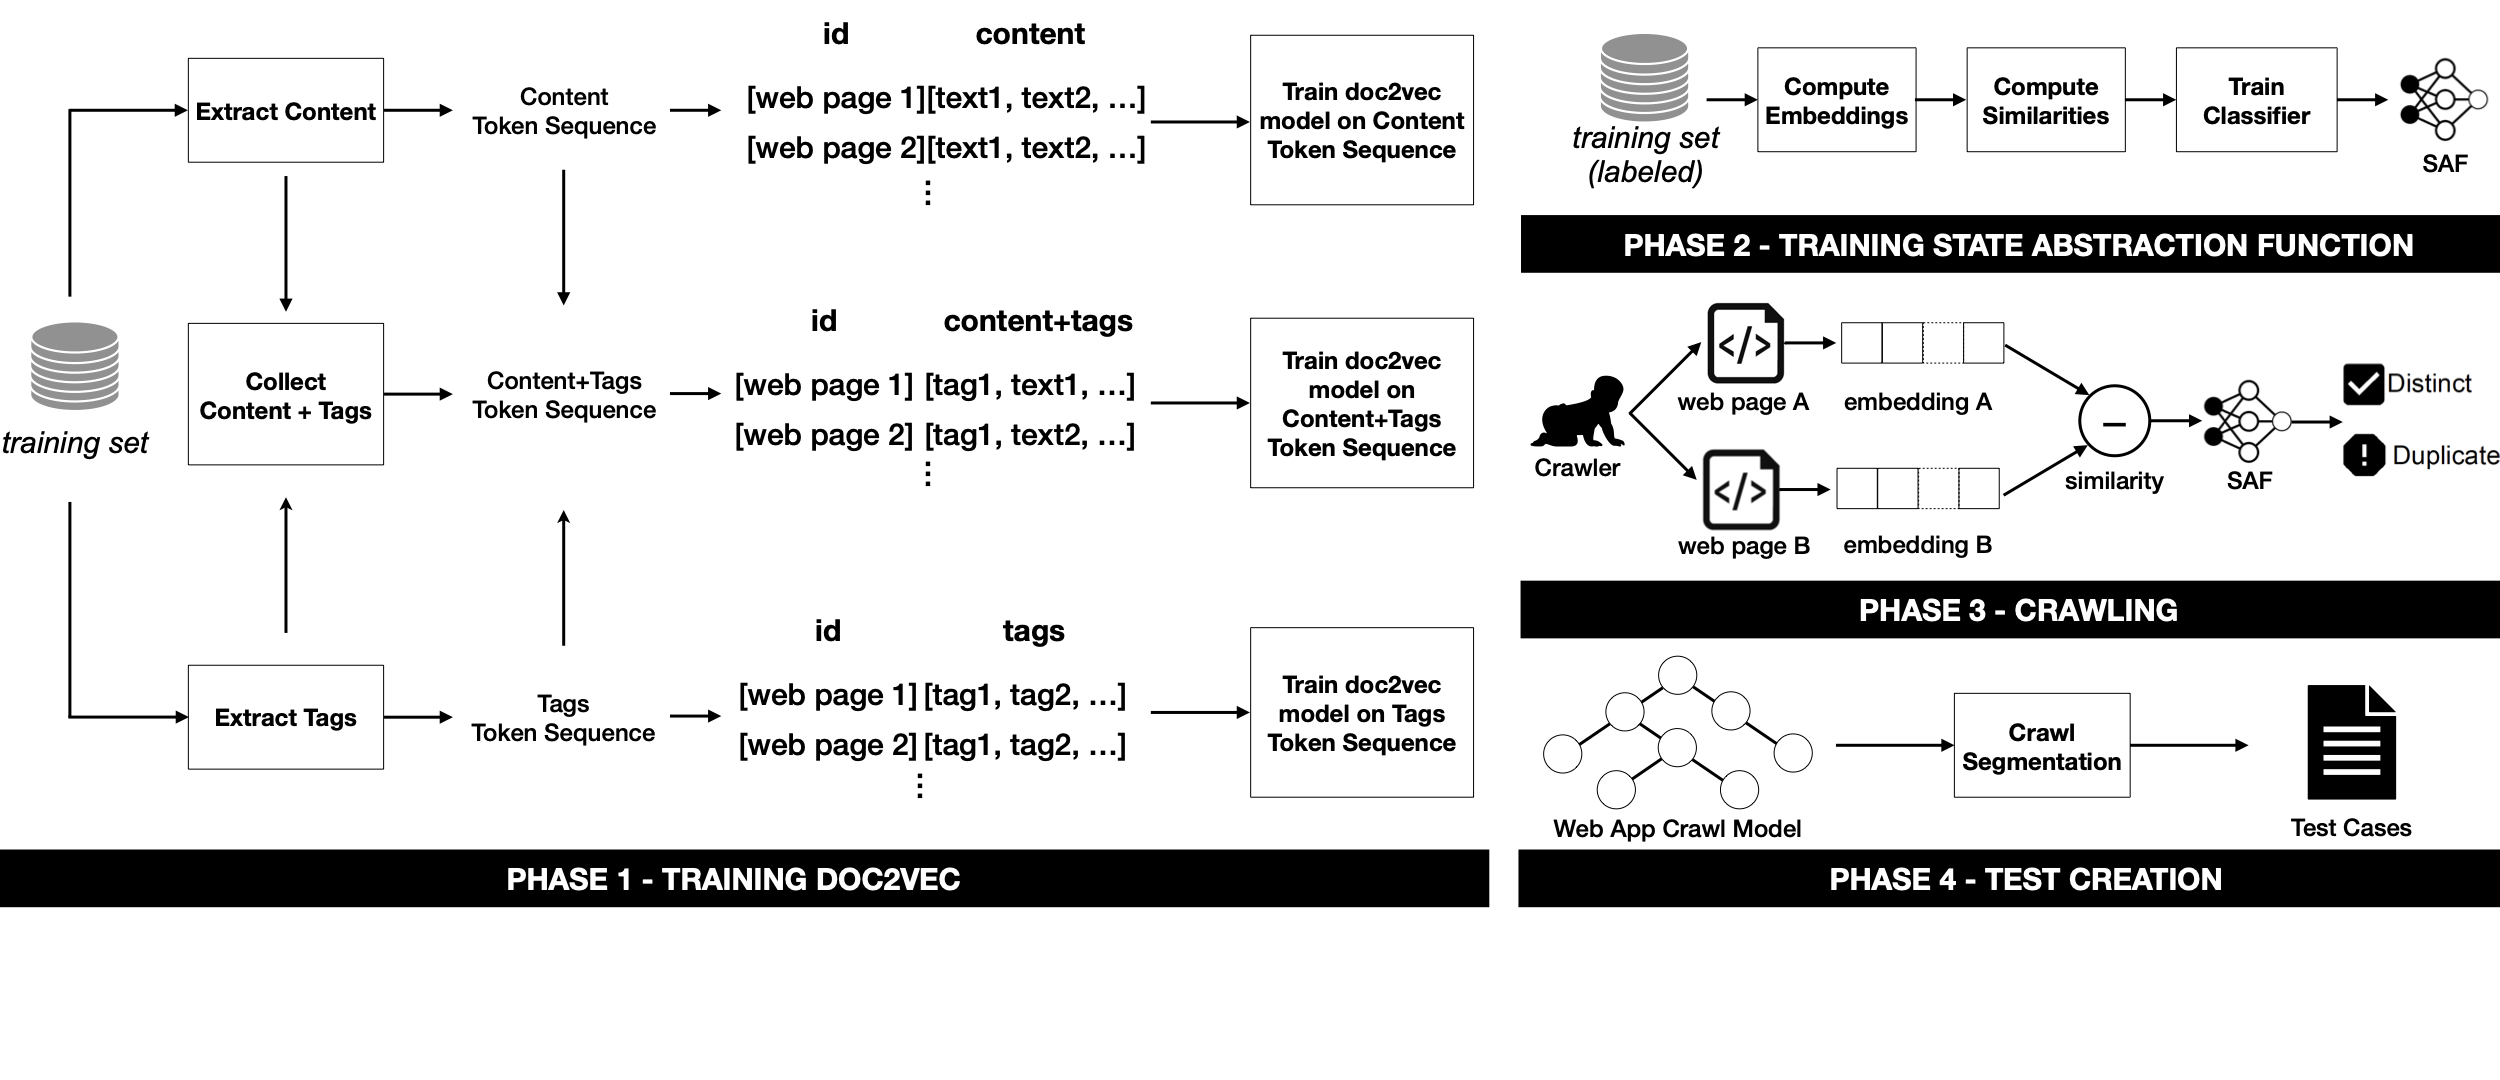 id content
Extract Content
Content
Token Sequence
[web page 1][text1, text2, ...]
[web page 2][text1, text2, ...]
⋮
Train doc2vec
model on Content
Token Sequence
training set
Collect
Content + Tags
Content+Tags
Token Sequence
id content+tags
[web page 1] [tag1, text1, ...]
[web page 2] [tag1, text2, ...]
⋮
Train doc2vec
model on
Content+Tags
Token Sequence
Extract Tags
Tags
Token Sequence
id tags
[web page 1] [tag1, tag2, ...]
[web page 2] [tag1, tag2, ...]
⋮
Train doc2vec
model on Tags
Token Sequence
PHASE 1 - TRAINING DOC2VEC
training set
(labeled)
Compute
Embeddings
Compute
Similarities
Train
Classifier
SAF
PHASE 2 - TRAINING STATE ABSTRACTION FUNCTION
Crawler
</>
web page A
embedding A
</>
web page B
embedding B
–
similarity
SAF
Distinct
! Duplicate
PHASE 3 - CRAWLING
Web App Crawl Model
Crawl
Segmentation
Test Cases
PHASE 4 - TEST CREATION